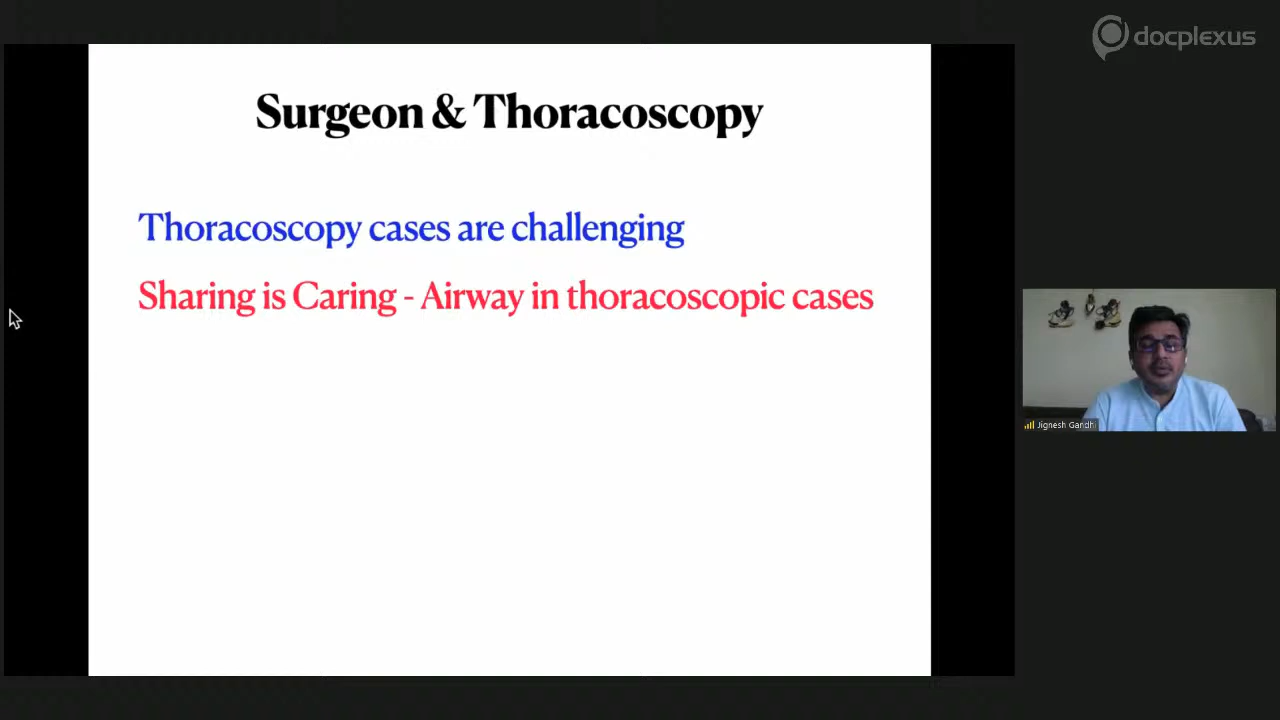 docplexus
Surgeon & Thoracoscopy
Thoracoscopy cases are challenging
Sharing is Caring - Airway in thoracoscopic cases
Jignesh Gandhi